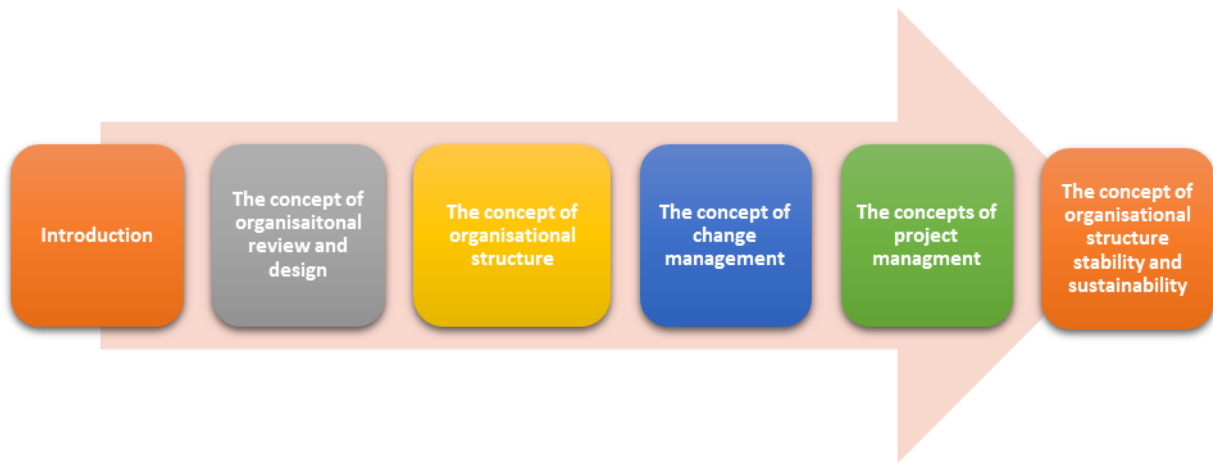 Introduction
The concept of
organisaitonal
review and
design
The concept of
organisational
structure
The concept of
change
management
The concepts of
project
managment
The concept of
organisational
structure
stability and
sustainability